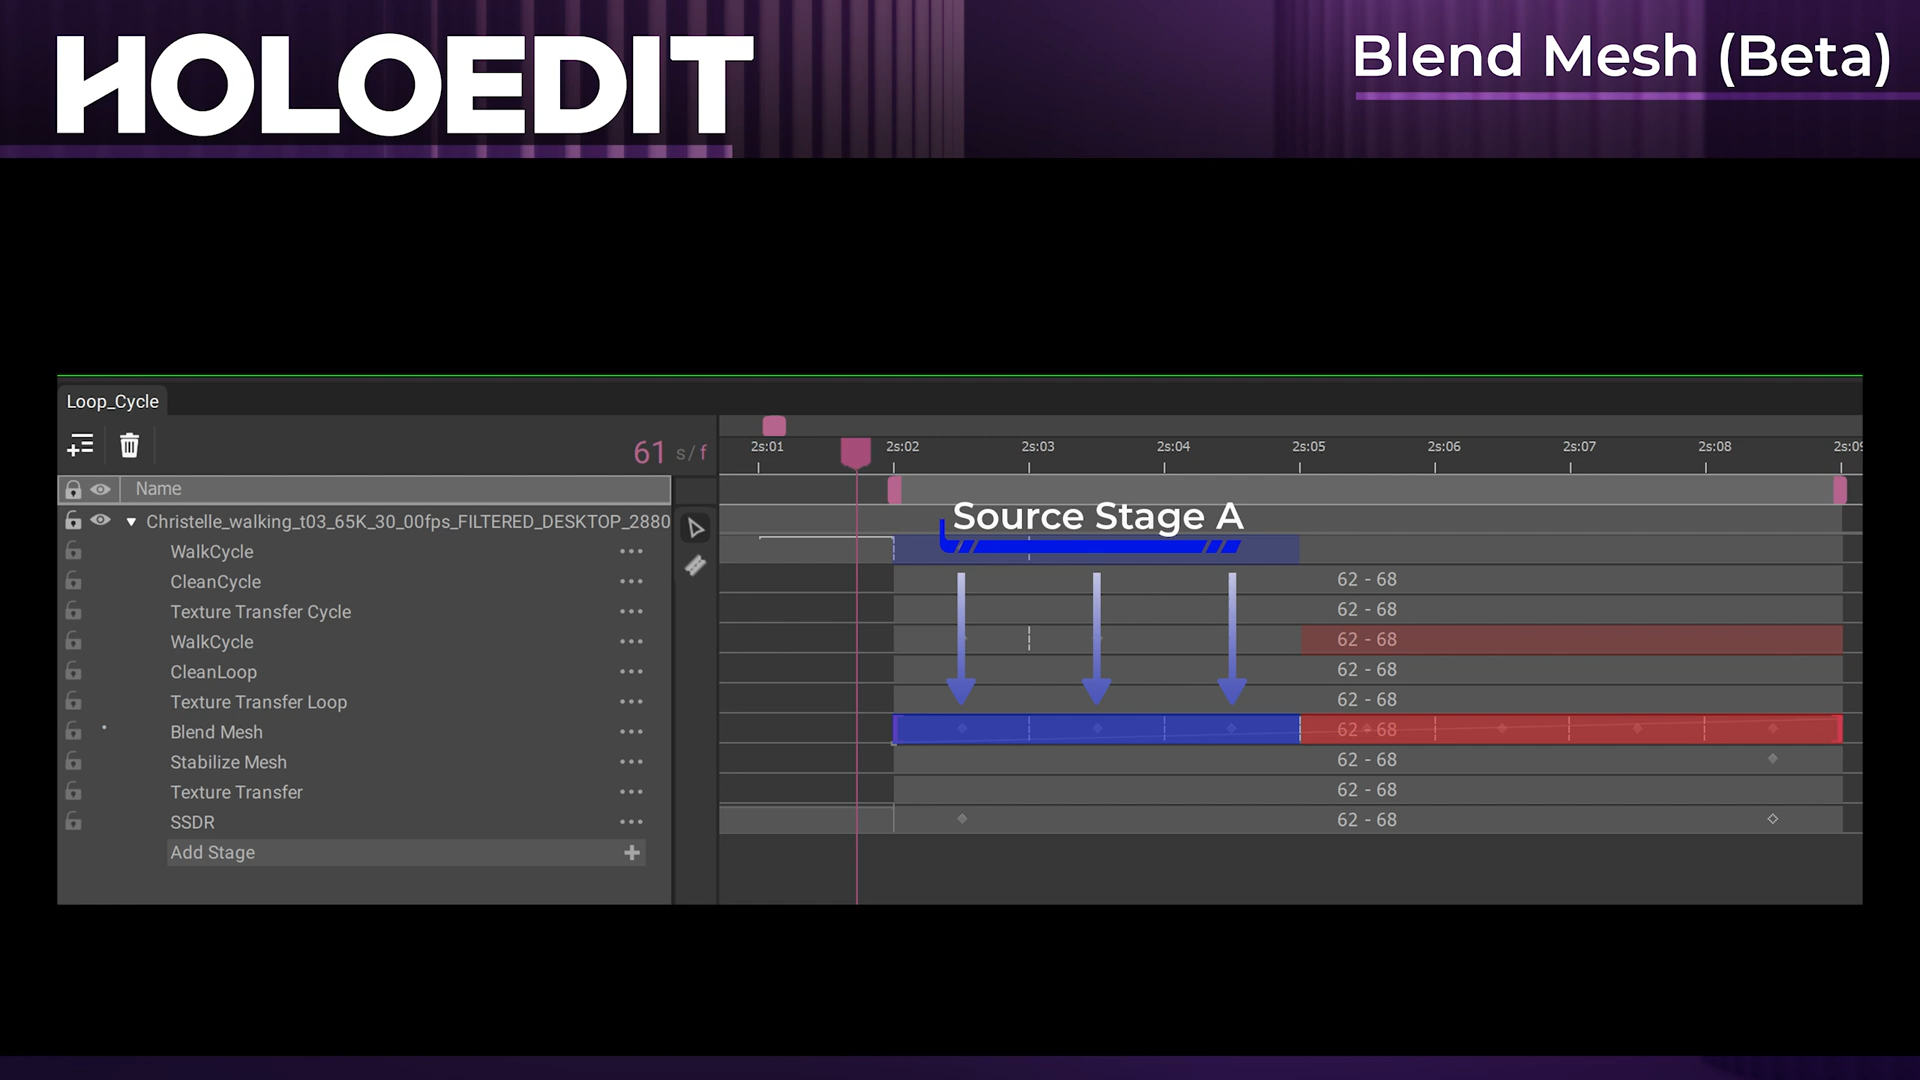 HOLOEDIT
Blend Mesh (Beta)
Loop_Cycle
61 s / f
2s:01 2s:02 2s:03 2s:04 2s:05 2s:06 2s:07 2s:08 2s:09
Name
Christelle_walking_t03_65K_30_00fps_FILTERED_DESKTOP_2880
Source Stage A
WalkCycle
CleanCycle 62 - 68
Texture Transfer Cycle 62 - 68
WalkCycle 62 - 68
CleanLoop 62 - 68
Texture Transfer Loop 62 - 68
Blend Mesh 62 - 68
Stabilize Mesh 62 - 68
Texture Transfer 62 - 68
SSDR 62 - 68
Add Stage +